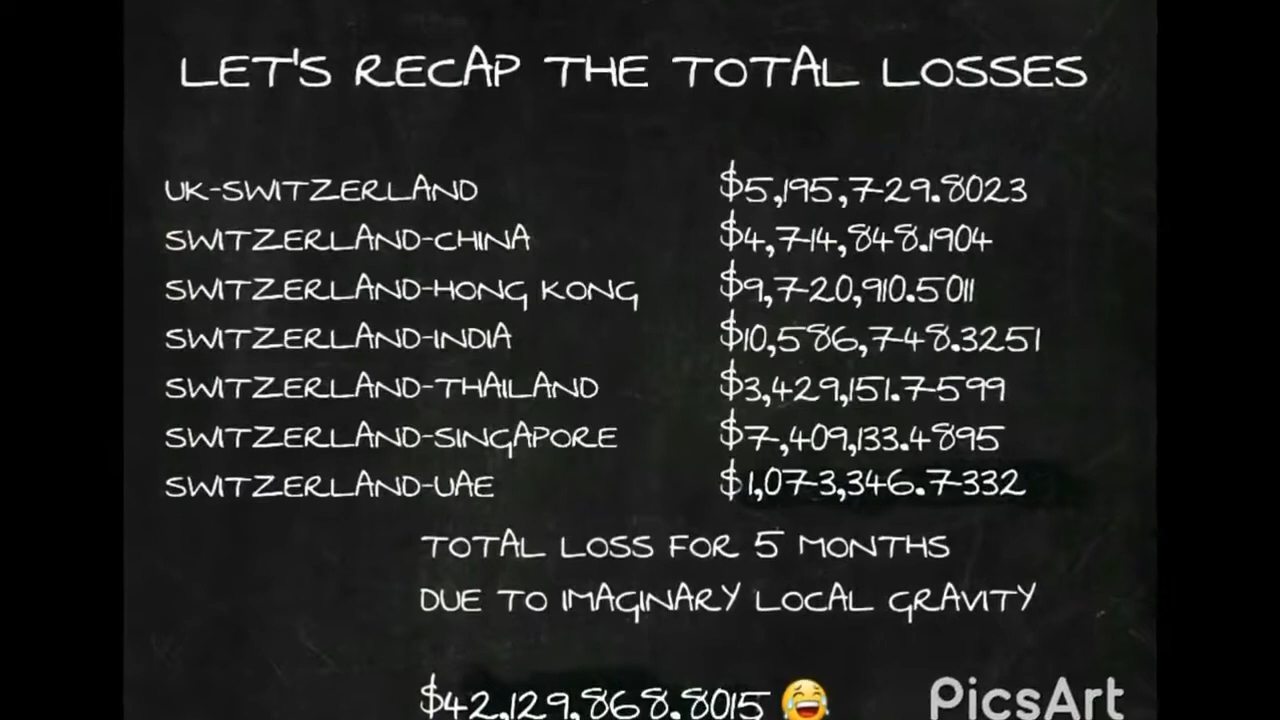 LET'S RECAP THE TOTAL LOSSES
UK-SWITZERLAND $5,195,729.8023
SWITZERLAND-CHINA $4,714,848.1904
SWITZERLAND-HONG KONG $9,720,910.5011
SWITZERLAND-INDIA $10,586,748.3251
SWITZERLAND-THAILAND $3,429,151.7599
SWITZERLAND-SINGAPORE $7,409,133.4895
SWITZERLAND-UAE $1,073,346.7332
TOTAL LOSS FOR 5 MONTHS
DUE TO IMAGINARY LOCAL GRAVITY
$42,129,868.8015 😂
PicsArt